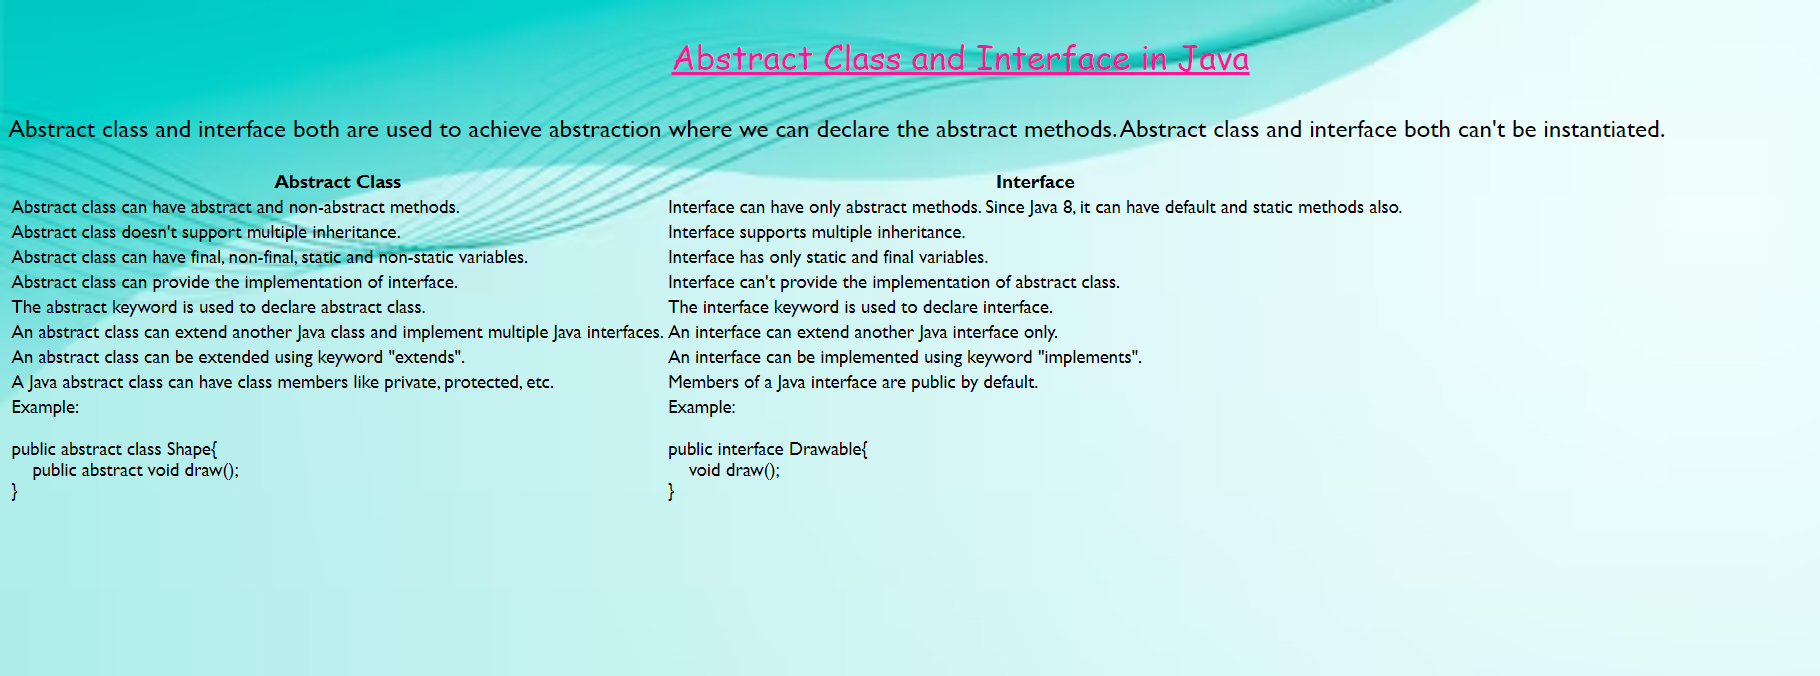 Abstract Class and Interface in Java
Abstract class and interface both are used to achieve abstraction where we can declare the abstract methods.Abstract class and interface both can't be instantiated.
Abstract Class Interface
Abstract class can have abstract and non-abstract methods. Interface can have only abstract methods. Since Java 8, it can have default and static methods also.
Abstract class doesn't support multiple inheritance. Interface supports multiple inheritance.
Abstract class can have final, non-final, static and non-static variables. Interface has only static and final variables.
Abstract class can provide the implementation of interface. Interface can't provide the implementation of abstract class.
The abstract keyword is used to declare abstract class. The interface keyword is used to declare interface.
An abstract class can extend another Java class and implement multiple Java interfaces. An interface can extend another Java interface only.
An abstract class can be extended using keyword "extends". An interface can be implemented using keyword "implements".
A Java abstract class can have class members like private, protected, etc. Members of a Java interface are public by default.
Example: Example:
public abstract class Shape{ public interface Drawable{
public abstract void draw(); void draw();
} }